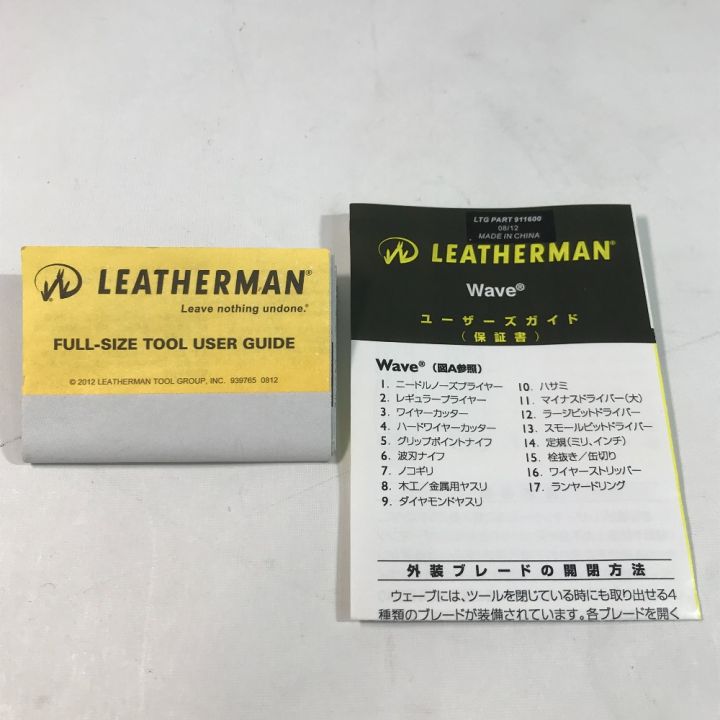 LEATHERMAN®
Leave nothing undone.®
FULL-SIZE TOOL USER GUIDE
© 2012 LEATHERMAN TOOL GROUP, INC. 939765 0812
LTG PART 911600
08/12
MADE IN CHINA
LEATHERMAN®
Wave®
ユーザーズガイド
(保証書)
Wave® (図A参照)
1. ニードルノーズプライヤー
2. レギュラープライヤー
3. ワイヤーカッター
4. ハードワイヤーカッター
5. グリップポイントナイフ
6. 波刃ナイフ
7. ノコギリ
8. 木工/金属用ヤスリ
9. ダイヤモンドヤスリ
10. ハサミ
11. マイナスドライバー(大)
12. ラージビットドライバー
13. スモールビットドライバー
14. 定規(ミリ、インチ)
15. 栓抜き/缶切り
16. ワイヤーストリッパー
17. ランヤードリング
外装ブレードの開閉方法
ウェーブには、ツールを閉じている時にも取り出せる4
種類のブレードが装備されています。各ブレードを開く